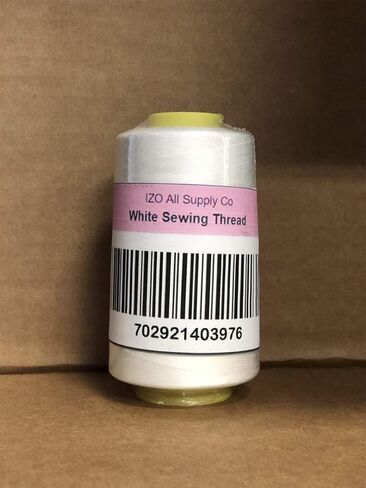 IZO All Supply Co
White Sewing Thread
702921403976